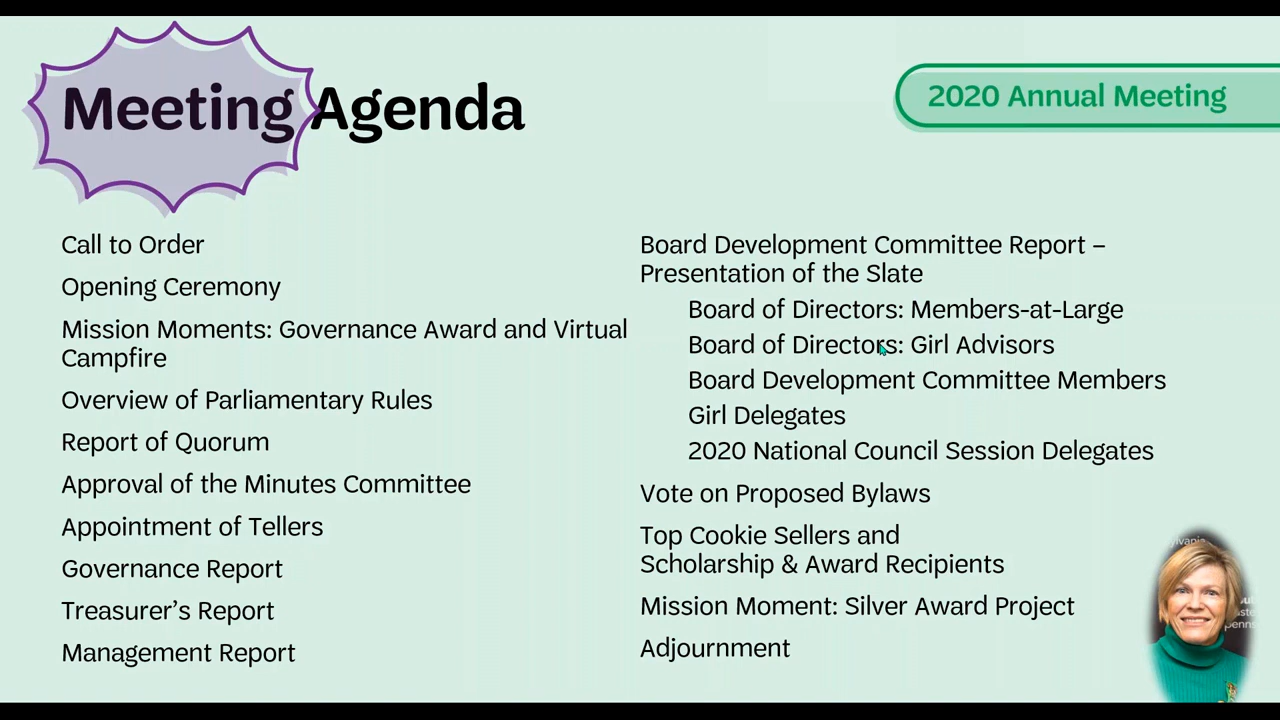 Meeting Agenda
2020 Annual Meeting
Call to Order
Opening Ceremony
Mission Moments: Governance Award and Virtual
Campfire
Overview of Parliamentary Rules
Report of Quorum
Approval of the Minutes Committee
Appointment of Tellers
Governance Report
Treasurer’s Report
Management Report
Board Development Committee Report –
Presentation of the Slate
Board of Directors: Members-at-Large
Board of Directors: Girl Advisors
Board Development Committee Members
Girl Delegates
2020 National Council Session Delegates
Vote on Proposed Bylaws
Top Cookie Sellers and
Scholarship & Award Recipients
Mission Moment: Silver Award Project
Adjournment